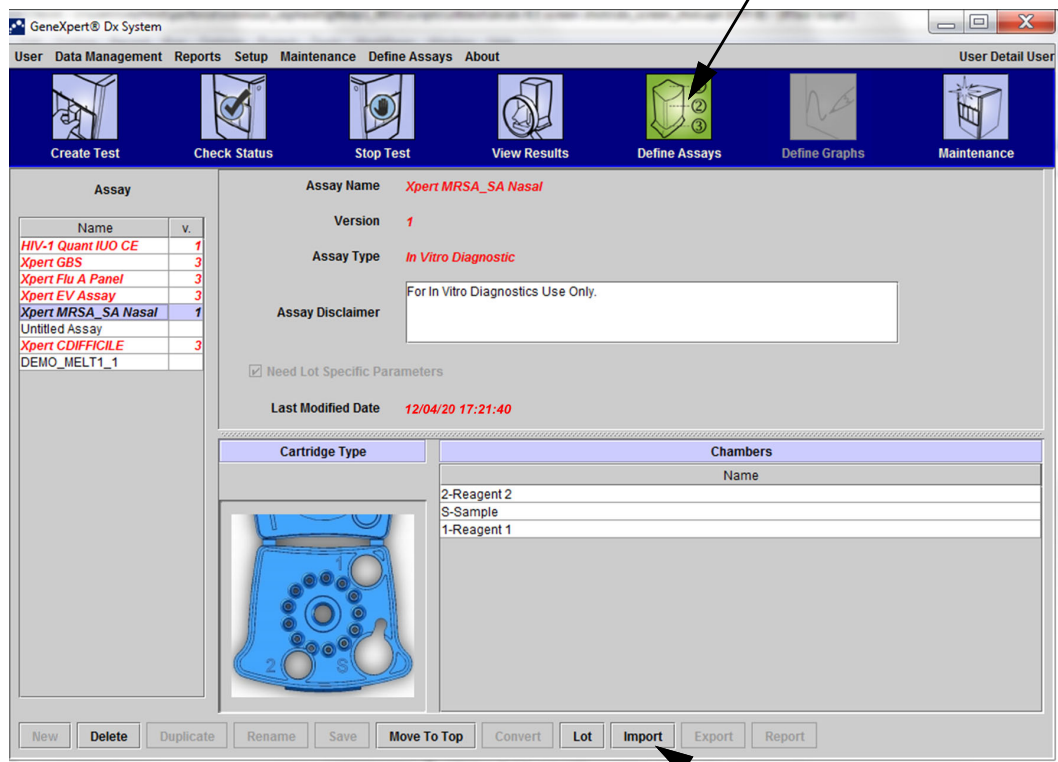 GeneXpert® Dx System
User Data Management Reports Setup Maintenance Define Assays About User Detail User
Create Test Check Status Stop Test View Results Define Assays Define Graphs Maintenance
② 
③
Assay
Name v.
HIV-1 Quant IUO CE 1
Xpert GBS 3
Xpert Flu A Panel 3
Xpert EV Assay 3
Xpert MRSA_SA Nasal 1
Untitled Assay
Xpert CDIFFICILE 3
DEMO_MELT1_1
Assay Name Xpert MRSA_SA Nasal
Version 1
Assay Type In Vitro Diagnostic
Assay Disclaimer For In Vitro Diagnostics Use Only.
Need Lot Specific Parameters
Last Modified Date 12/04/20 17:21:40
Cartridge Type
1
2 S
Chambers
Name
2-Reagent 2
S-Sample
1-Reagent 1
New Delete Duplicate Rename Save Move To Top Convert Lot Import Export Report